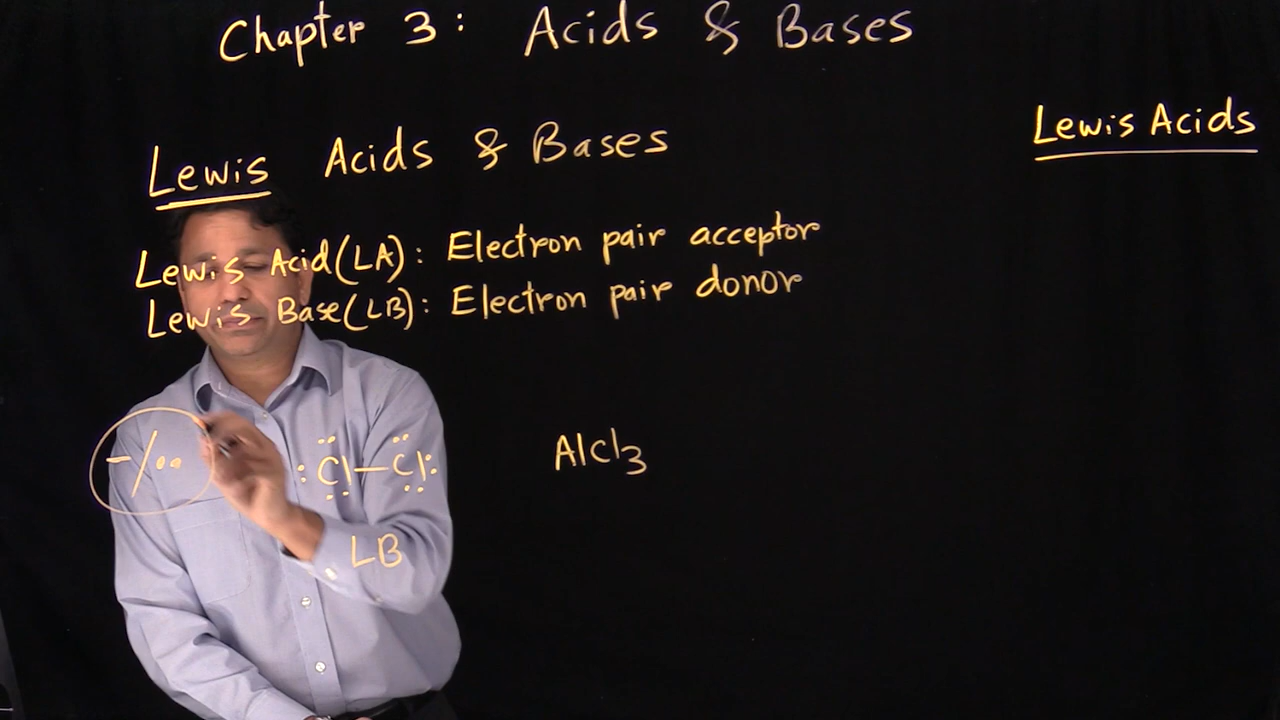 Chapter 3: Acids & Bases
Lewis Acids
Lewis Acids & Bases
Lewis Acid(LA): Electron pair acceptor
Lewis Base(LB): Electron pair donor
-/..
:Cl-Cl:
AlCl3
LB